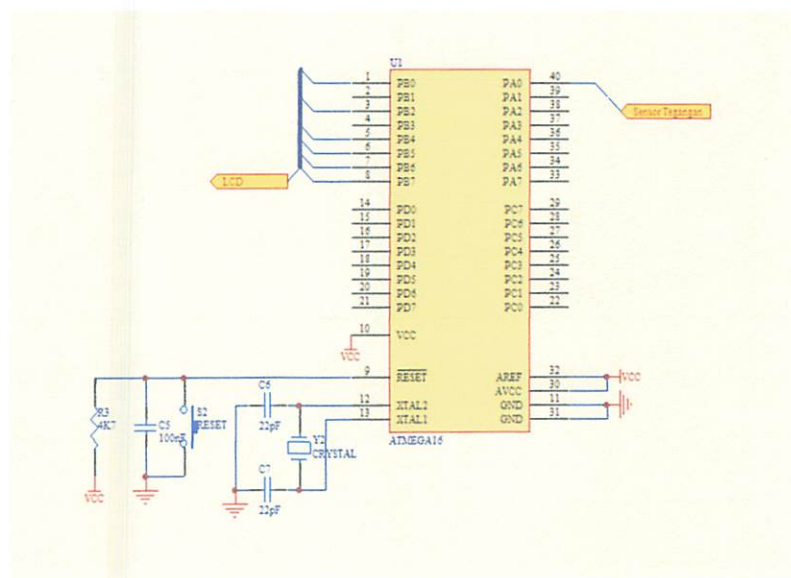 U1
1 PB0 PA0 40
2 PB1 PA1 39
3 PB2 PA2 38
4 PB3 PA3 37
5 PB4 PA4 36
6 PB5 PA5 35
7 PB6 PA6 34
8 PB7 PA7 33
Sensor Tegangan
LCD
14 PD0 PC7 29
15 PD1 PC6 28
16 PD2 PC5 27
17 PD3 PC4 26
18 PD4 PC3 25
19 PD5 PC2 24
20 PD6 PC1 23
21 PD7 PC0 22
10 VCC
VCC
9 RESET AREF 32 VCC
AVCC 30
12 XTAL2 GND 11
13 XTAL1 GND 31
ATMEGA16
R3
4K7
VCC
C5
100nF
S2
RESET
C6
22pF
Y2
CRYSTAL
C7
22pF